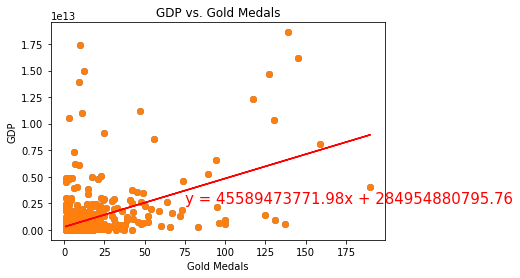 GDP vs. Gold Medals
1e13
1.75
1.50
1.25
1.00
0.75
0.50
0.25
0.00
GDP
y = 45589473771.98x + 284954880795.76
0 25 50 75 100 125 150 175
Gold Medals